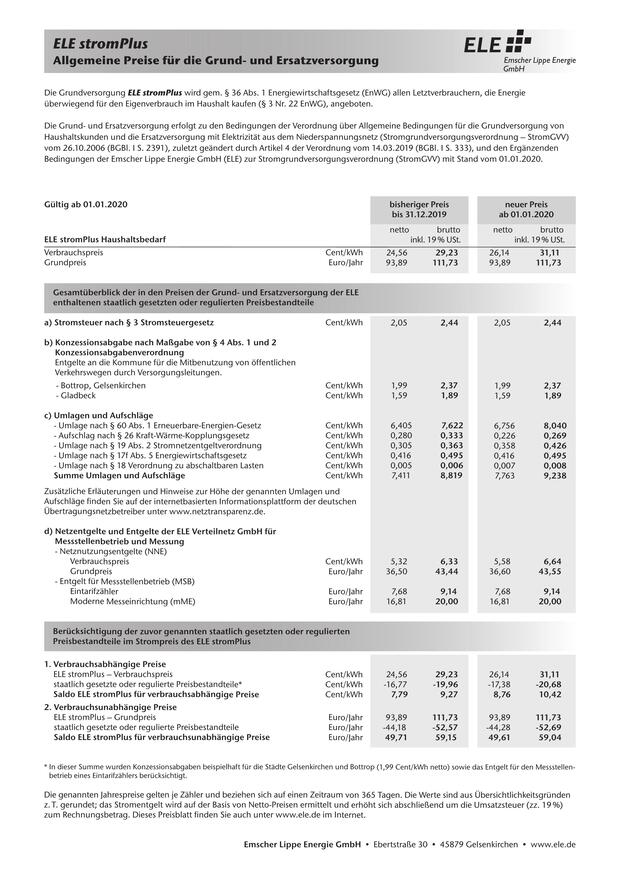 ELE stromPlus
Allgemeine Preise für die Grund- und Ersatzversorgung
ELE
Emscher Lippe Energie
GmbH
Die Grundversorgung ELE stromPlus wird gem. § 36 Abs. 1 Energiewirtschaftsgesetz (EnWG) allen Letztverbrauchern, die Energie
überwiegend für den Eigenverbrauch im Haushalt kaufen (§ 3 Nr. 22 EnWG), angeboten.
Die Grund- und Ersatzversorgung erfolgt zu den Bedingungen der Verordnung über Allgemeine Bedingungen für die Grundversorgung von
Haushaltskunden und die Ersatzversorgung mit Elektrizität aus dem Niederspannungsnetz (Stromgrundversorgungsverordnung – StromGVV)
vom 26.10.2006 (BGBl. I S. 2391), zuletzt geändert durch Artikel 4 der Verordnung vom 14.03.2019 (BGBl. I S. 333), und den Ergänzenden
Bedingungen der Emscher Lippe Energie GmbH (ELE) zur Stromgrundversorgungsverordnung (StromGVV) mit Stand vom 01.01.2020.
Gültig ab 01.01.2020 bisheriger Preis neuer Preis
bis 31.12.2019 ab 01.01.2020
netto brutto netto brutto
ELE stromPlus Haushaltsbedarf inkl. 19% USt. inkl. 19% USt.
Verbrauchspreis Cent/kWh 24,56 29,23 26,14 31,11
Grundpreis Euro/Jahr 93,89 111,73 93,89 111,73
Gesamtüberblick der in den Preisen der Grund- und Ersatzversorgung der ELE
enthaltenen staatlich gesetzten oder regulierten Preisbestandteile
a) Stromsteuer nach § 3 Stromsteuergesetz Cent/kWh 2,05 2,44 2,05 2,44
b) Konzessionsabgabe nach Maßgabe von § 4 Abs. 1 und 2
Konzessionsabgabenverordnung
Entgelte an die Kommune für die Mitbenutzung von öffentlichen
Verkehrswegen durch Versorgungsleitungen.
- Bottrop, Gelsenkirchen Cent/kWh 1,99 2,37 1,99 2,37
- Gladbeck Cent/kWh 1,59 1,89 1,59 1,89
c) Umlagen und Aufschläge
- Umlage nach § 60 Abs. 1 Erneuerbare-Energien-Gesetz Cent/kWh 6,405 7,622 6,756 8,040
- Aufschlag nach § 26 Kraft-Wärme-Kopplungsgesetz Cent/kWh 0,280 0,333 0,226 0,269
- Umlage nach § 19 Abs. 2 Stromnetzentgeltverordnung Cent/kWh 0,305 0,363 0,358 0,426
- Umlage nach § 17f Abs. 5 Energiewirtschaftsgesetz Cent/kWh 0,416 0,495 0,416 0,495
- Umlage nach § 18 Verordnung zu abschaltbaren Lasten Cent/kWh 0,005 0,006 0,007 0,008
Summe Umlagen und Aufschläge Cent/kWh 7,411 8,819 7,763 9,238
Zusätzliche Erläuterungen und Hinweise zur Höhe der genannten Umlagen und
Aufschläge finden Sie auf der internetbasierten Informationsplattform der deutschen
Übertragungsnetzbetreiber unter www.netztransparenz.de.
d) Netzentgelte und Entgelte der ELE Verteilnetz GmbH für
Messstellenbetrieb und Messung
- Netznutzungsentgelte (NNE)
Verbrauchspreis Cent/kWh 5,32 6,33 5,58 6,64
Grundpreis Euro/Jahr 36,50 43,44 36,60 43,55
- Entgelt für Messstellenbetrieb (MSB)
Eintarifzähler Euro/Jahr 7,68 9,14 7,68 9,14
Moderne Messeinrichtung (mME) Euro/Jahr 16,81 20,00 16,81 20,00
Berücksichtigung der zuvor genannten staatlich gesetzten oder regulierten
Preisbestandteile im Strompreis des ELE stromPlus
1. Verbrauchsabhängige Preise
ELE stromPlus – Verbrauchspreis Cent/kWh 24,56 29,23 26,14 31,11
staatlich gesetzte oder regulierte Preisbestandteile* Cent/kWh -16,77 -19,96 -17,38 -20,68
Saldo ELE stromPlus für verbrauchsabhängige Preise Cent/kWh 7,79 9,27 8,76 10,42
2. Verbrauchsunabhängige Preise
ELE stromPlus – Grundpreis Euro/Jahr 93,89 111,73 93,89 111,73
staatlich gesetzte oder regulierte Preisbestandteile Euro/Jahr -44,18 -52,57 -44,28 -52,69
Saldo ELE stromPlus für verbrauchsunabhängige Preise Euro/Jahr 49,71 59,15 49,61 59,04
* In dieser Summe wurden Konzessionsabgaben beispielhaft für die Städte Gelsenkirchen und Bottrop (1,99 Cent/kWh netto) sowie das Entgelt für den Messstellen-
betrieb eines Eintarifzählers berücksichtigt.
Die genannten Jahrespreise gelten je Zähler und beziehen sich auf einen Zeitraum von 365 Tagen. Die Werte sind aus Übersichtlichkeitsgründen
z. T. gerundet; das Stromentgelt wird auf der Basis von Netto-Preisen ermittelt und erhöht sich abschließend um die Umsatzsteuer (zz. 19%)
zum Rechnungsbetrag. Dieses Preisblatt finden Sie auch unter www.ele.de im Internet.
Emscher Lippe Energie GmbH • Ebertstraße 30 • 45879 Gelsenkirchen • www.ele.de